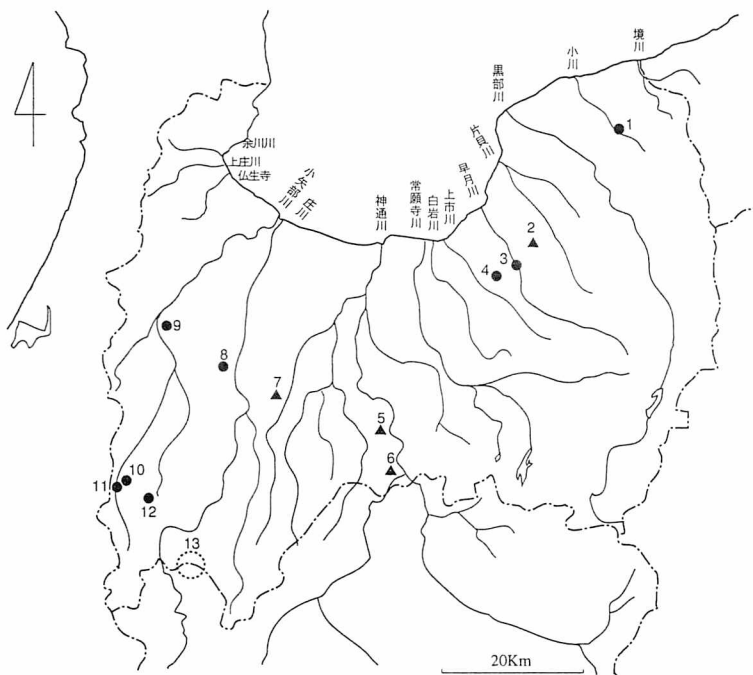 境川
小川
黒部川
片貝川
早月川
上市川
白岩川
常願寺川
神通川
庄川
小矢部川
余川川
上庄川
仏生寺
1
2
3
4
5
6
7
8
9
10
11
12
13
20Km